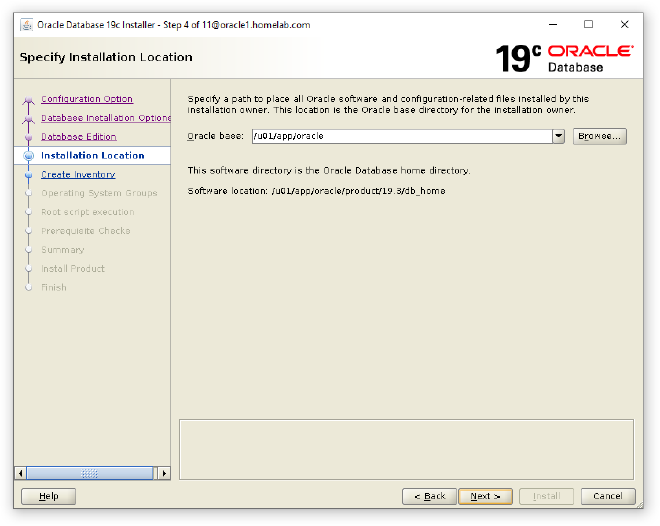 Oracle Database 19c Installer - Step 4 of 11@oracle1.homelab.com
Specify Installation Location
19c ORACLE
Database
Configuration Option
Database Installation Options
Database Edition
Installation Location
Create Inventory
Operating System Groups
Root script execution
Prerequisite Checks
Summary
Install Product
Finish
Specify a path to place all Oracle software and configuration-related files installed by this
installation owner. This location is the Oracle base directory for the installation owner.
Oracle base: /u01/app/oracle Browse...
This software directory is the Oracle Database home directory.
Software location: /u01/app/oracle/product/19.3/db_home
Help < Back Next > Install Cancel